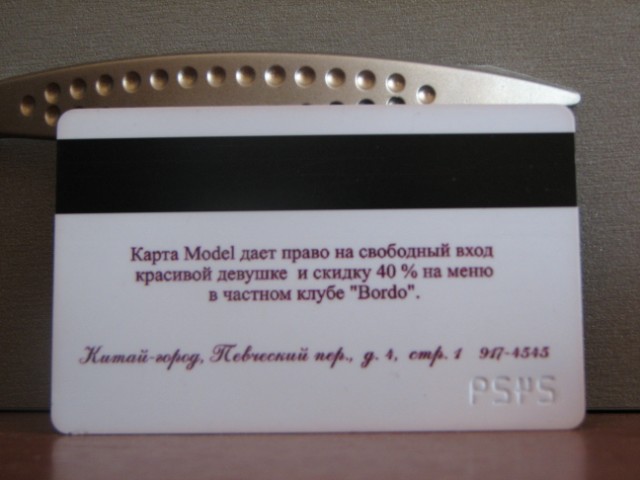 Карта Model дает право на свободный вход
красивой девушке и скидку 40 % на меню
в частном клубе "Bordo".
Китай-город, Певческий пер., д. 4, стр. 1 917-4545